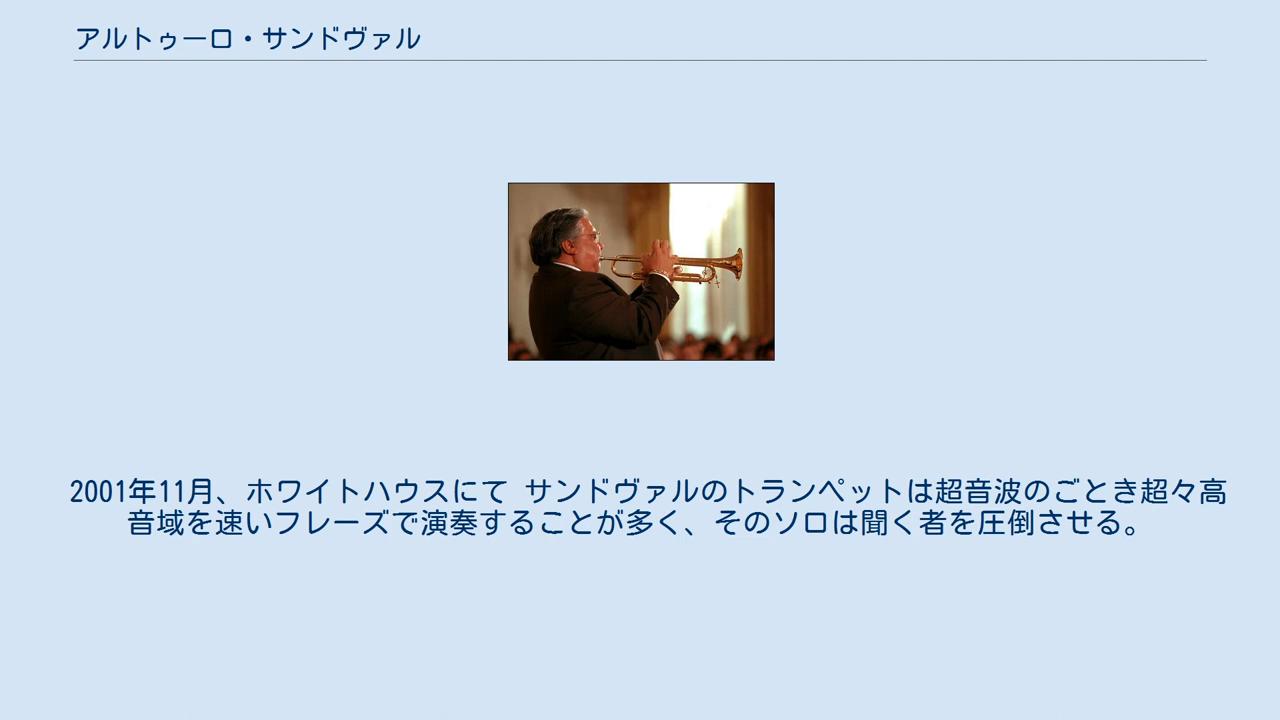 アルトゥーロ・サンドヴァル
2001年11月、ホワイトハウスにて サンドヴァルのトランペットは超音波のごとき超々高
音域を速いフレーズで演奏することが多く、そのソロは聞く者を圧倒させる。